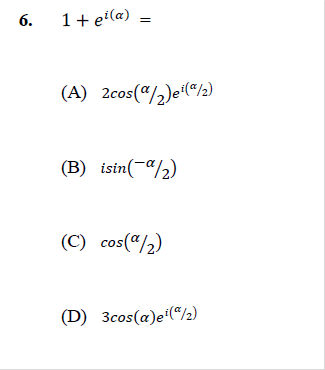 6. 1 + e^{i(α)} =
(A) 2cos(α/2)e^{i(α/2)}
(B) isin(−α/2)
(C) cos(α/2)
(D) 3cos(α)e^{i(α/2)}